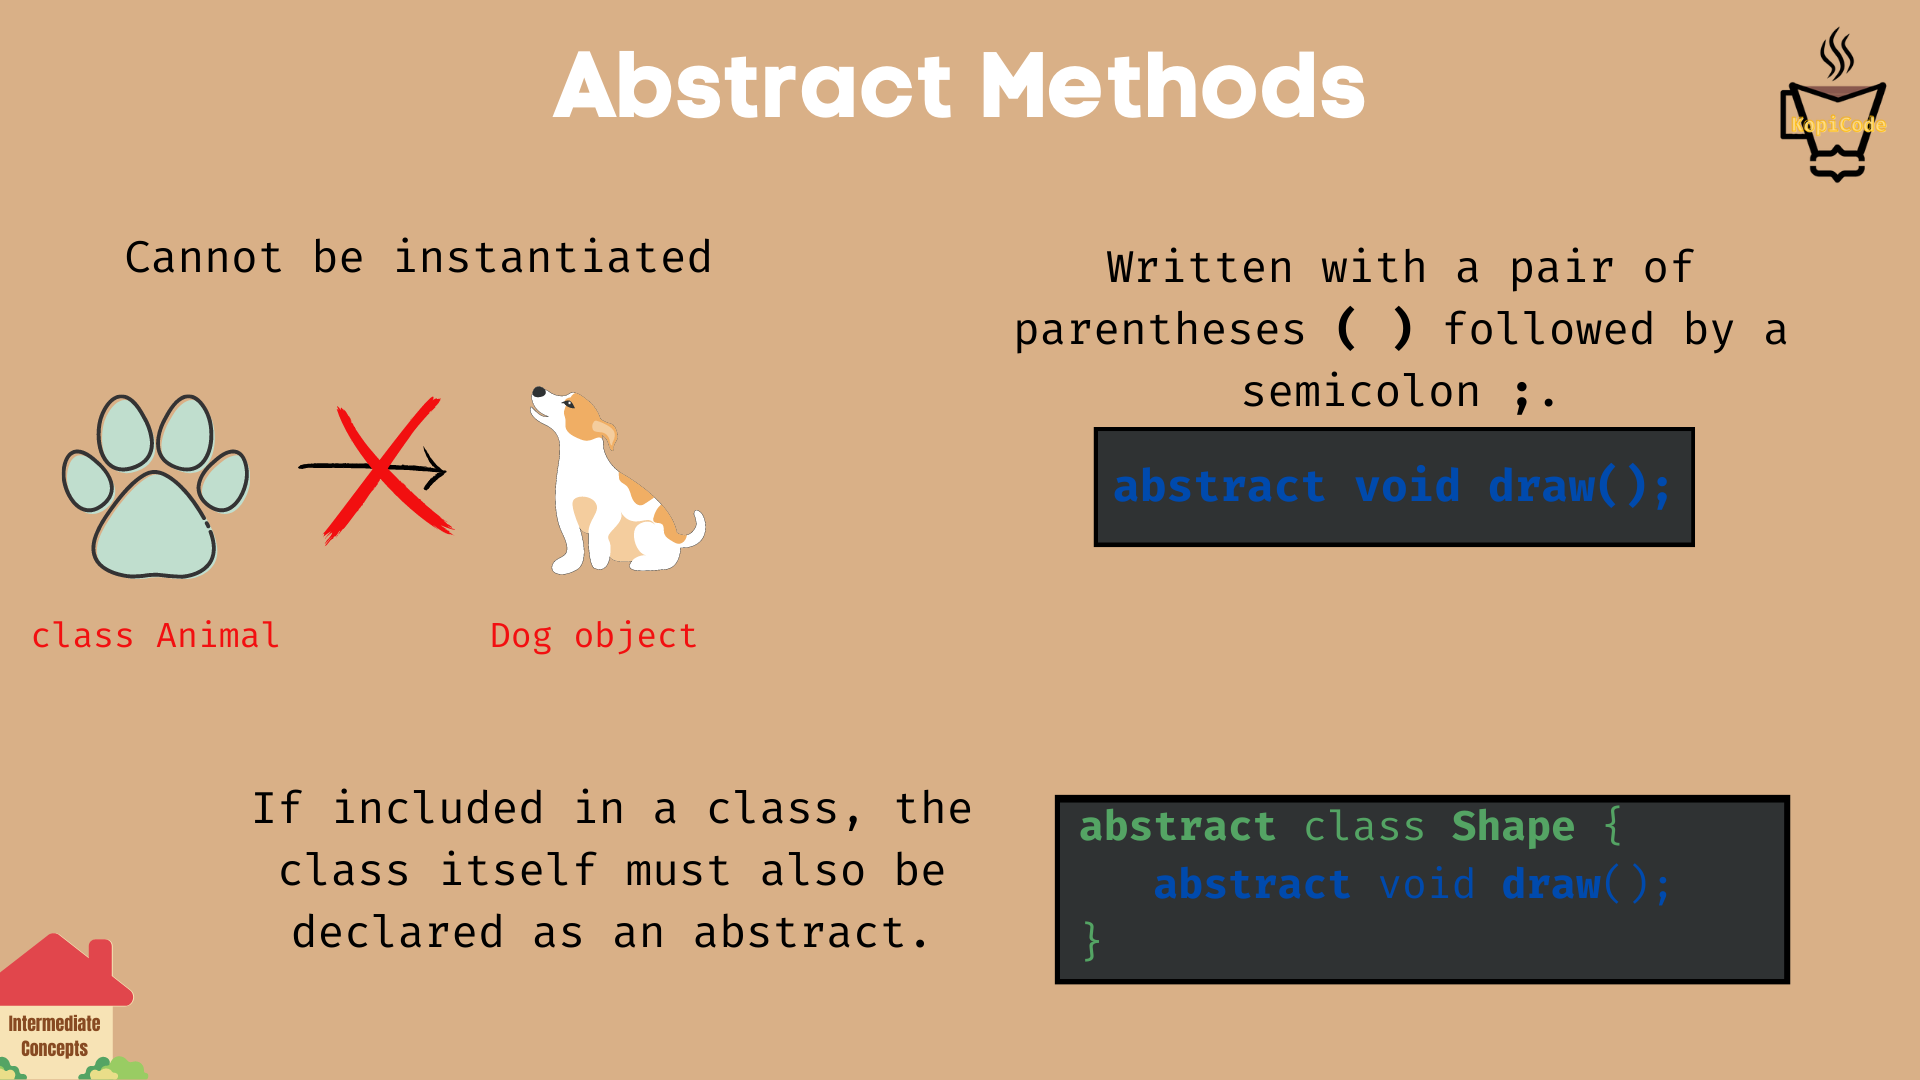 Abstract Methods
KopiCode
Cannot be instantiated
class Animal
Dog object
Written with a pair of
parentheses ( ) followed by a
semicolon ;.
abstract void draw();
If included in a class, the
class itself must also be
declared as an abstract.
abstract class Shape {
abstract void draw();
}
Intermediate
Concepts